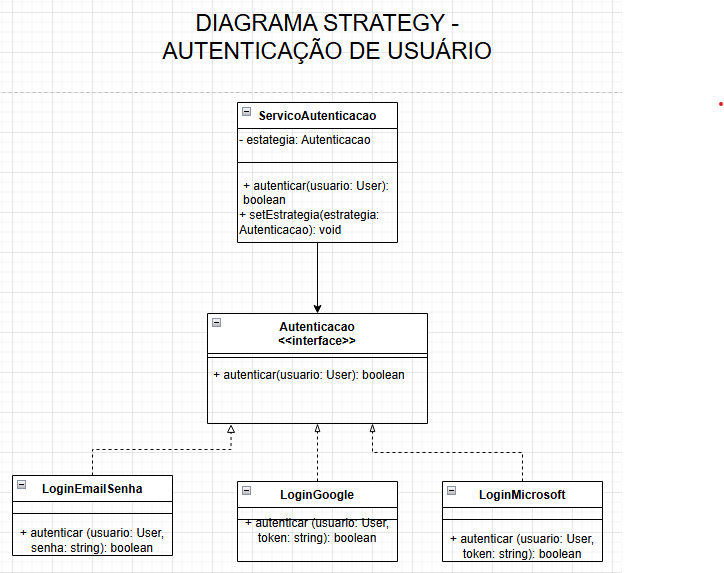 DIAGRAMA STRATEGY -
AUTENTICAÇÃO DE USUÁRIO
ServicoAutenticacao
- estategia: Autenticacao
+ autenticar(usuario: User):
boolean
+ setEstrategia(estrategia:
Autenticacao): void
Autenticacao
<<interface>>
+ autenticar(usuario: User): boolean
LoginEmailSenha
+ autenticar (usuario: User,
senha: string): boolean
LoginGoogle
+ autenticar (usuario: User,
token: string): boolean
LoginMicrosoft
+ autenticar (usuario: User,
token: string): boolean